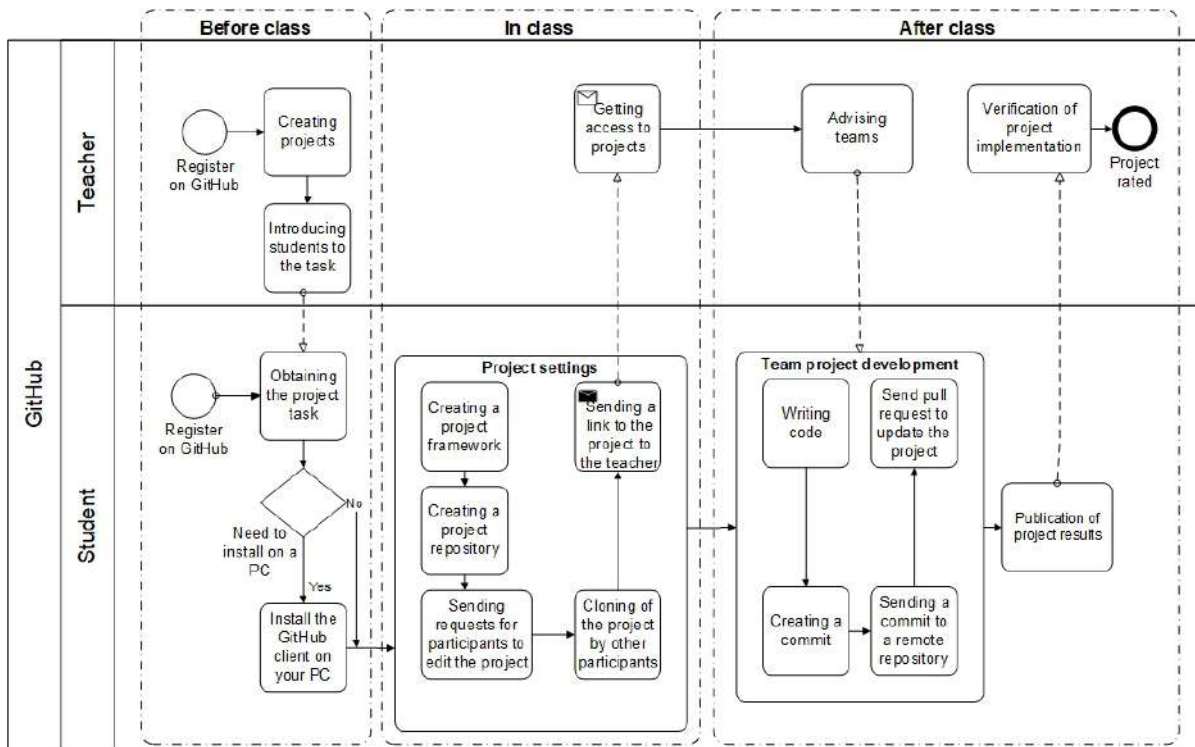 Before class
In class
After class
GitHub
Teacher
Register
on GitHub
Creating
projects
Introducing
students to
the task
Getting
access to
projects
Advising
teams
Verification of
project
implementation
Project
rated
Student
Register
on GitHub
Obtaining
the project
task
Need to
install on a
PC
No
Yes
Install the
GitHub
client on
your PC
Project settings
Creating a
project
framework
Creating a
project
repository
Sending
requests for
participants to
edit the project
Cloning of
the project
by other
participants
Sending a
link to the
project to
the teacher
Team project development
Writing
code
Creating a
commit
Sending a
commit to
a remote
repository
Send pull
request to
update the
project
Publication of
project results